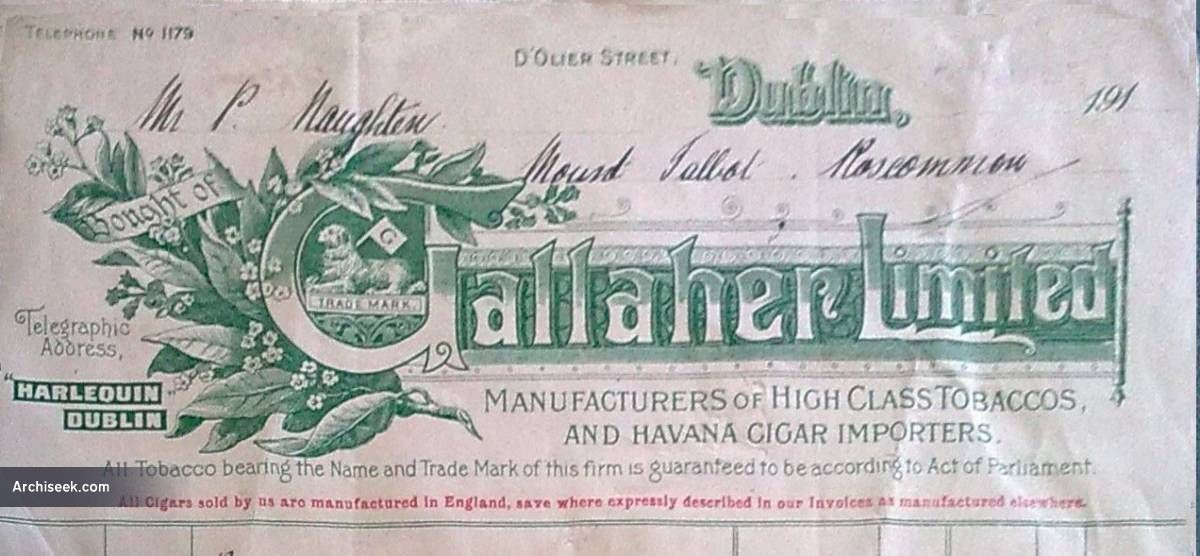 TELEPHONE No 1179
D'OLIER STREET,
Dublin,
191
Mr P. Naughten
Mount Talbot. Roscommon
Bought of
G
TRADE MARK.
Gallaher Limited
Telegraphic
Address,
"HARLEQUIN
DUBLIN"
MANUFACTURERS OF HIGH CLASS TOBACCOS,
AND HAVANA CIGAR IMPORTERS.
All Tobacco bearing the Name and Trade Mark of this firm is guaranteed to be according to Act of Parliament.
All Cigars sold by us are manufactured in England, save where expressly described in our Invoices as manufactured elsewhere.
Archiseek.com